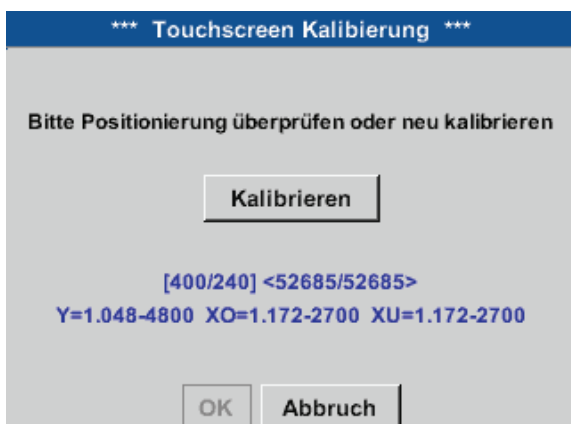 *** Touchscreen Kalibierung ***
Bitte Positionierung überprüfen oder neu kalibrieren
Kalibrieren
[400/240] <52685/52685>
Y=1.048-4800 XO=1.172-2700 XU=1.172-2700
OK Abbruch